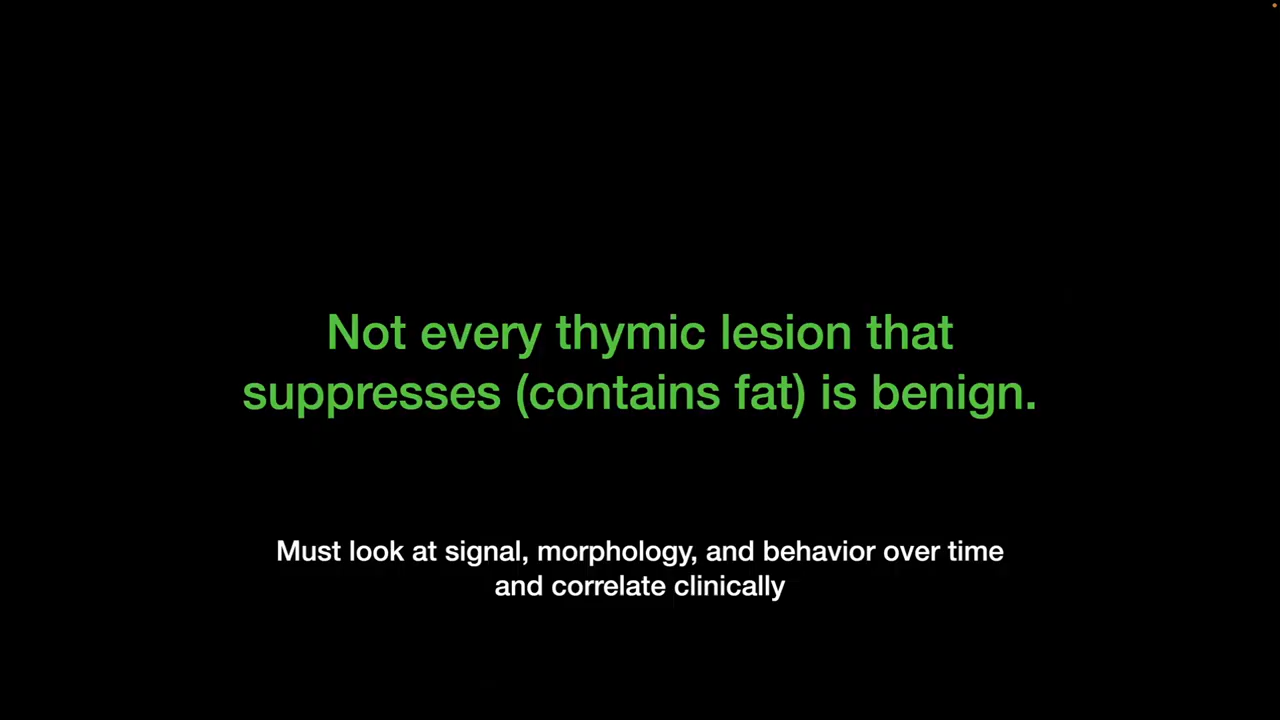 Not every thymic lesion that
suppresses (contains fat) is benign.
Must look at signal, morphology, and behavior over time
and correlate clinically